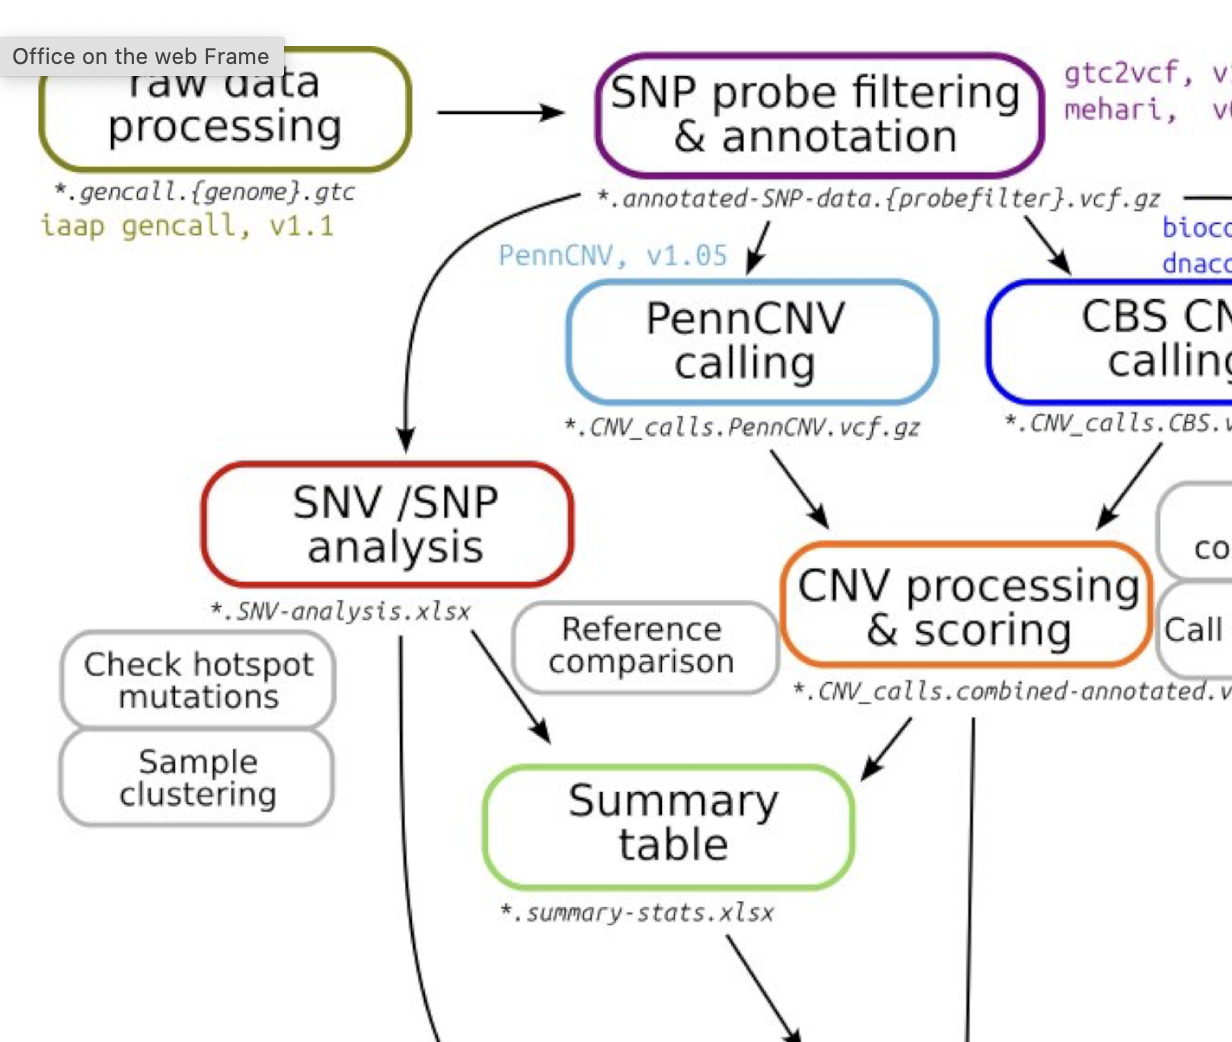 Office on the web Frame
raw data
processing
*.gencall.{genome}.gtc
iaap gencall, v1.1
SNP probe filtering
& annotation
gtc2vcf,
mehari,
*.annotated-SNP-data.{probefilter}.vcf.gz
PennCNV, v1.05
PennCNV
calling
*.CNV_calls.PennCNV.vcf.gz
CBS
*.CNV_calls.CBS.
SNV /SNP
analysis
*.SNV-analysis.xlsx
Check hotspot
mutations
Sample
clustering
Reference
comparison
CNV processing
& scoring
Call
*.CNV_calls.combined-annotated.
Summary
table
*.summary-stats.xlsx